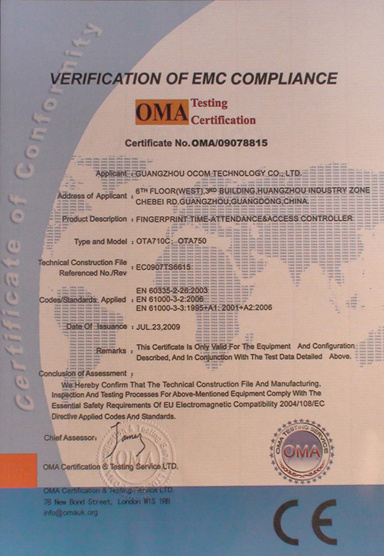 Certificate of Conformity
VERIFICATION OF EMC COMPLIANCE
OMA Testing Certification
Certificate No.OMA/09078815
Applicant : GUANGZHOU OCOM TECHNOLOGY CO., LTD.
Address of Applicant : 6TH FLOOR(WEST),3RD BUILDING,HUANGZHOU INDUSTRY ZONE
CHEBEI RD.GUANGZHOU,GUANGDONG,CHINA.
Product Description : FINGERPRINT TIME-ATTENDANCE&ACCESS CONTROLLER
Type and Model : OTA710C; OTA750
Technical Construction File
Referenced No./Rev : EC0907TS6615
EN 60335-2-26:2003
Codes/Standards, Applied : EN 61000-3-2:2006
EN 61000-3-3:1995+A1: 2001+A2:2006
Date Of Issuance : JUL,23,2009
Remarks : This Certificate Is Only Valid For The Equipment And Configuration
Described, And In Conjunction With The Test Data Detailed Above.
Conclusion of Assessment :
We Hereby Confirm That The Technical Construction File And Manufacturing,
Inspection And Testing Processes For Above-Mentioned Equipment Comply With The
Essential Safety Requirements Of EU Electromagnetic Compatibility 2004/108/EC
Directive Applied Codes And Standards.
Chief Assessor:
OMA Certification & Testing Service LTD.
OMA Certification & Testing Service LTD
78 New Bond Street, London W1S 1RB
info@omauk.org
OMA TESTING SERVICE
OMA
CE